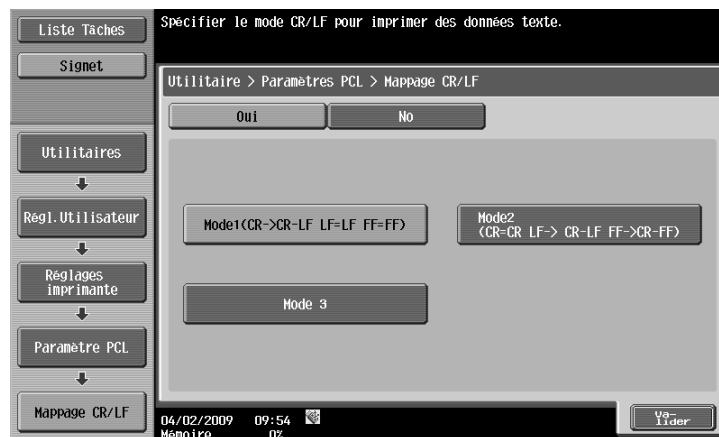 Liste Tâches
Signet
Utilitaires
Régl.Utilisateur
Réglages
imprimante
Paramètre PCL
Mappage CR/LF
Spécifier le mode CR/LF pour imprimer des données texte.
Utilitaire > Paramètres PCL > Mappage CR/LF
Oui
No
Mode1(CR->CR-LF LF=LF FF=FF)
Mode2
(CR=CR LF-> CR-LF FF->CR-FF)
Mode 3
04/02/2009 09:54
Mémoire 0%
Va-
lider